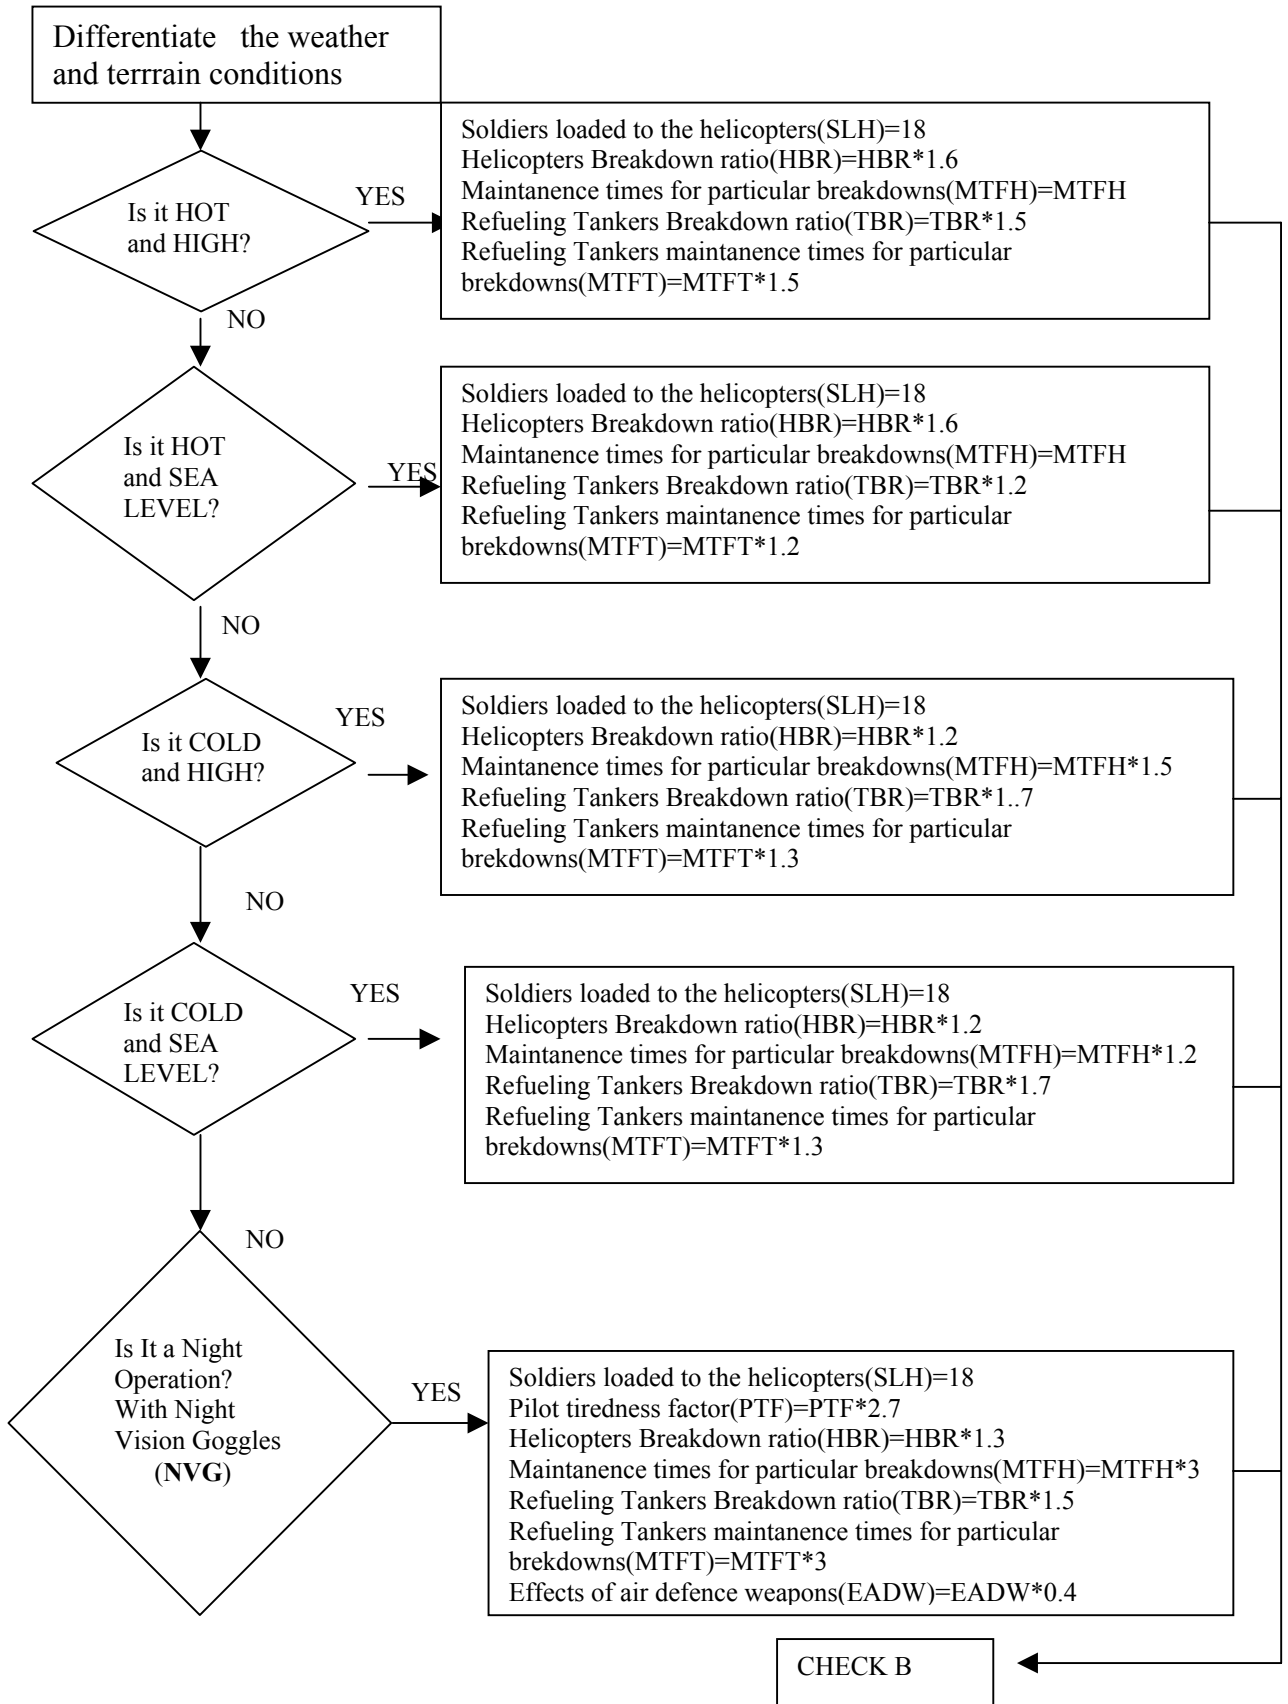 Differentiate the weather
and terrrain conditions
Is it HOT
and HIGH?
YES
Soldiers loaded to the helicopters(SLH)=18
Helicopters Breakdown ratio(HBR)=HBR*1.6
Maintanence times for particular breakdowns(MTFH)=MTFH
Refueling Tankers Breakdown ratio(TBR)=TBR*1.5
Refueling Tankers maintanence times for particular
brekdowns(MTFT)=MTFT*1.5
NO
Is it HOT
and SEA
LEVEL?
YES
Soldiers loaded to the helicopters(SLH)=18
Helicopters Breakdown ratio(HBR)=HBR*1.6
Maintanence times for particular breakdowns(MTFH)=MTFH
Refueling Tankers Breakdown ratio(TBR)=TBR*1.2
Refueling Tankers maintanence times for particular
brekdowns(MTFT)=MTFT*1.2
NO
Is it COLD
and HIGH?
YES
Soldiers loaded to the helicopters(SLH)=18
Helicopters Breakdown ratio(HBR)=HBR*1.2
Maintanence times for particular breakdowns(MTFH)=MTFH*1.5
Refueling Tankers Breakdown ratio(TBR)=TBR*1..7
Refueling Tankers maintanence times for particular
brekdowns(MTFT)=MTFT*1.3
NO
Is it COLD
and SEA
LEVEL?
YES
Soldiers loaded to the helicopters(SLH)=18
Helicopters Breakdown ratio(HBR)=HBR*1.2
Maintanence times for particular breakdowns(MTFH)=MTFH*1.2
Refueling Tankers Breakdown ratio(TBR)=TBR*1.7
Refueling Tankers maintanence times for particular
brekdowns(MTFT)=MTFT*1.3
NO
Is It a Night
Operation?
With Night
Vision Goggles
(NVG)
YES
Soldiers loaded to the helicopters(SLH)=18
Pilot tiredness factor(PTF)=PTF*2.7
Helicopters Breakdown ratio(HBR)=HBR*1.3
Maintanence times for particular breakdowns(MTFH)=MTFH*3
Refueling Tankers Breakdown ratio(TBR)=TBR*1.5
Refueling Tankers maintanence times for particular
brekdowns(MTFT)=MTFT*3
Effects of air defence weapons(EADW)=EADW*0.4
CHECK B